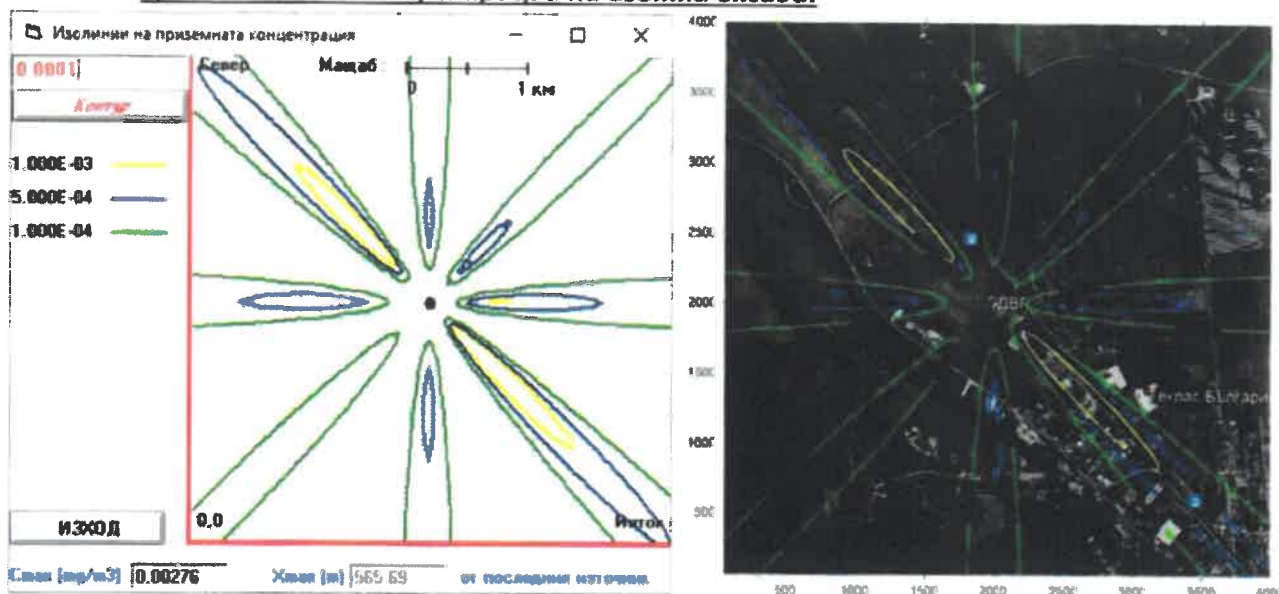 Изолинии на приземната концентрация
0.0001
Север
Мащаб
0 1 км
Контур
1.000E-03
5.000E-04
1.000E-04
0,0
Изток
ИЗХОД
Cmax [mg/m3] 0.00276 Xmax [m] 565.69 от последния източник
4000
3500
3000
2500
2000
1500
1000
500
България
500 1000 1500 2000 2500 3000 3500